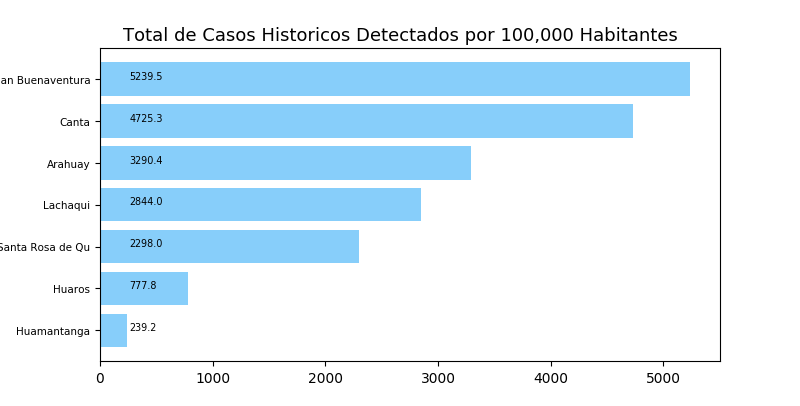 Total de Casos Historicos Detectados por 100,000 Habitantes
an Buenaventura 5239.5
Canta 4725.3
Arahuay 3290.4
Lachaqui 2844.0
Santa Rosa de Qu 2298.0
Huaros 777.8
Huamantanga 239.2
0 1000 2000 3000 4000 5000